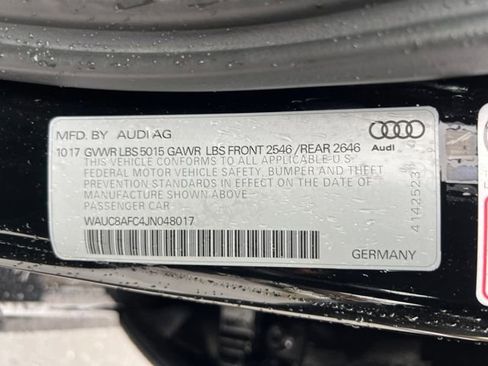 MFD. BY AUDI AG
Audi
1017 GVWR LBS 5015 GAWR LBS FRONT 2546 /REAR 2646
THIS VEHICLE CONFORMS TO ALL APPLICABLE U.S.
FEDERAL MOTOR VEHICLE SAFETY, BUMPER AND THEFT
PREVENTION STANDARDS IN EFFECT ON THE DATE OF
MANUFACTURE SHOWN ABOVE.
PASSENGER CAR
WAUC8AFC4JN048017
GERMANY
4142523